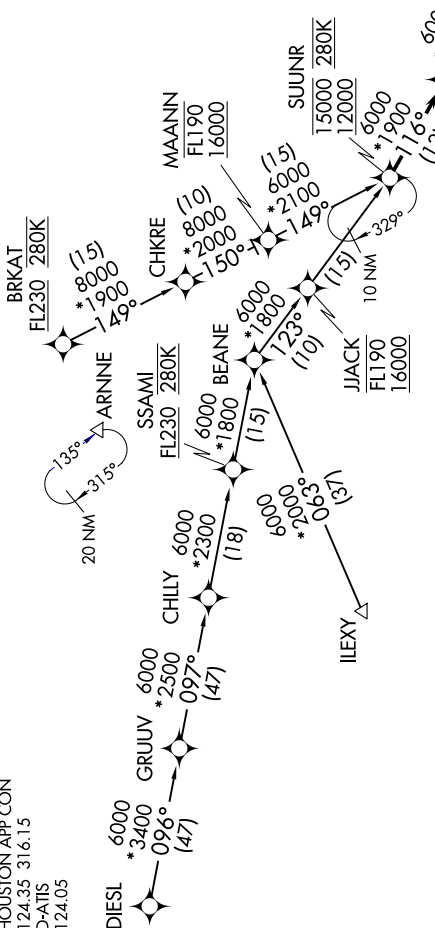 HOUSTON APP CON
124.35 316.15
D-ATIS
124.05
BRKAT
FL230 280K
(15)
8000
*1900
149°
ARNNE
135°
315°
20 NM
CHKRE
(10)
8000
*2000
150°
MAANN
FL190
16000
(15)
6000
*2100
149°
SUUNR
15000 280K
12000
6000
*1900
116°
329°
10 NM
SSAMI
FL230 280K
6000
*1800
(15)
BEANE
6000
*1800
123°
(10)
(15)
JJACK
FL190
16000
CHLLY
6000
*2300
(18)
GRUUV
6000
*2500
097°
(47)
DIESL
6000
*3400
096°
(47)
6000
*2000
063°
(37)
ILEXY